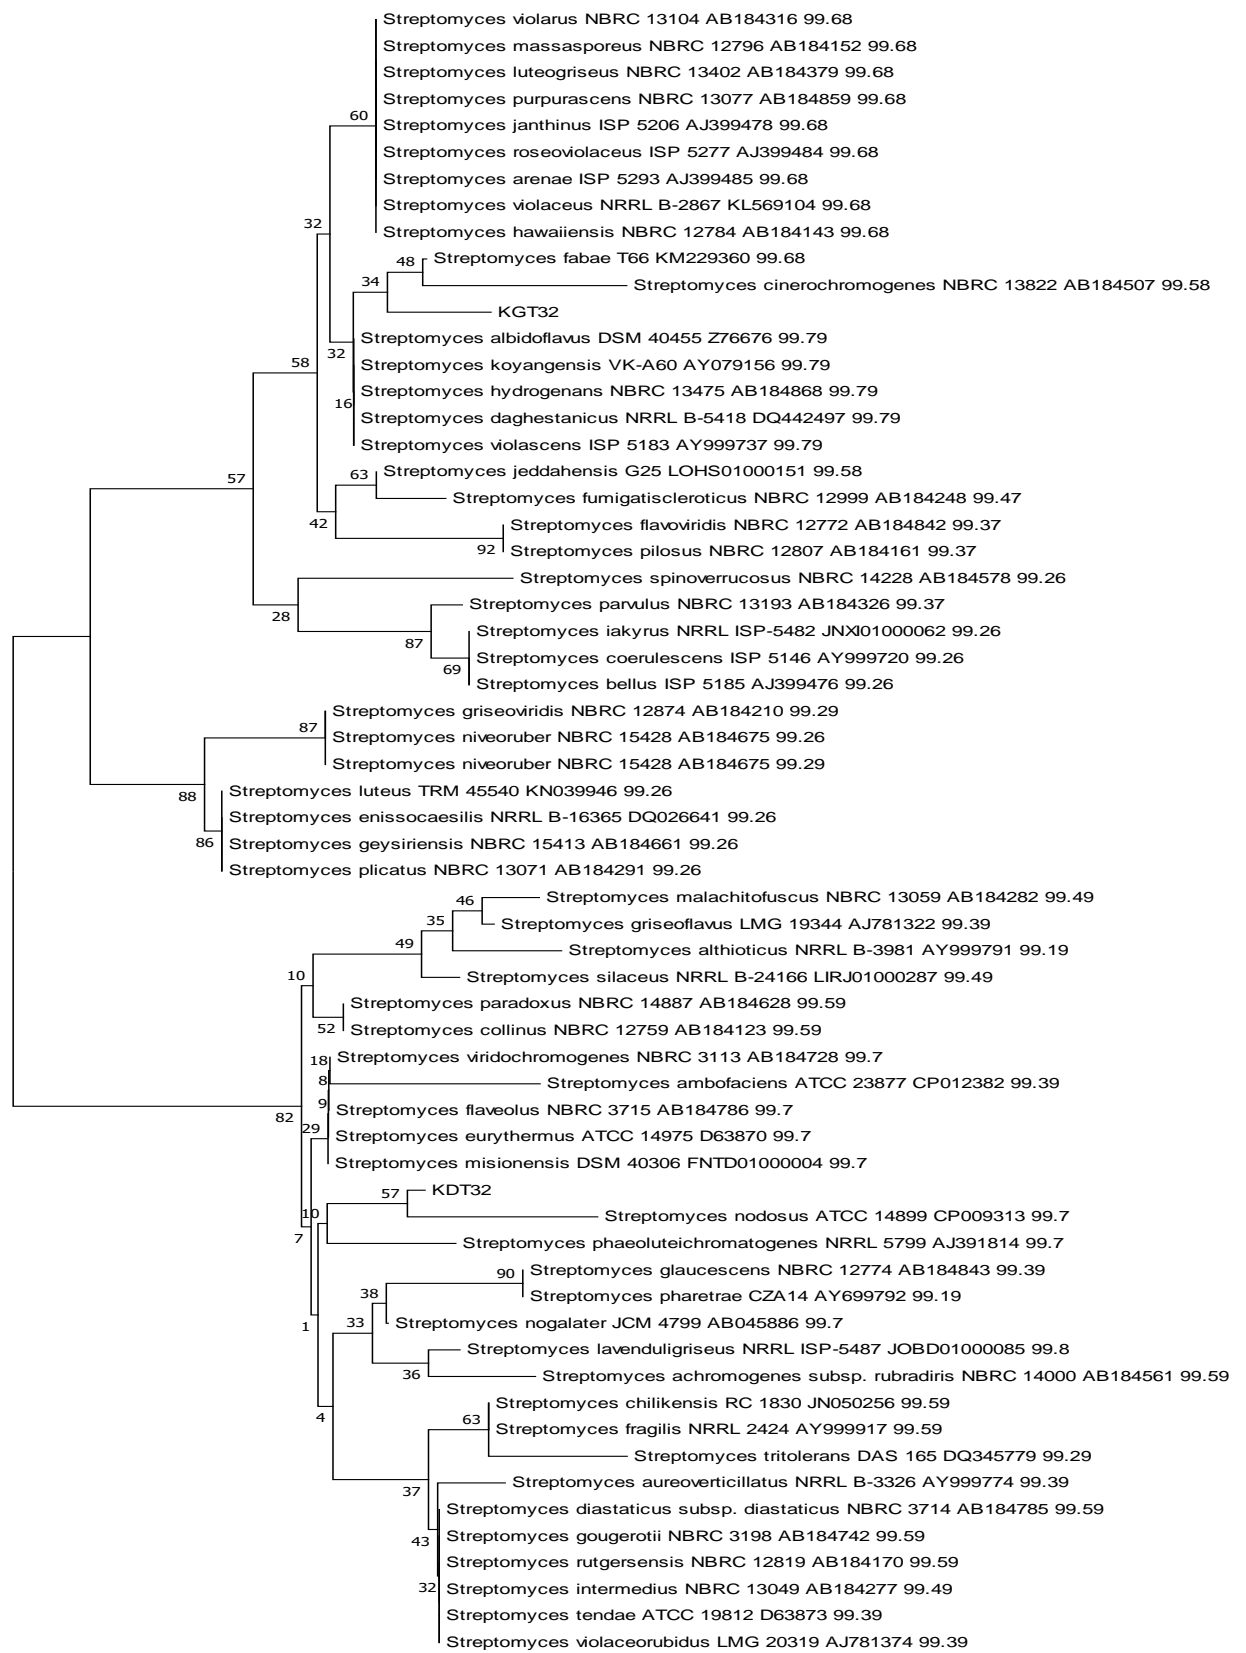 Streptomyces violarus NBRC 13104 AB184316 99.68
Streptomyces massasporeus NBRC 12796 AB184152 99.68
Streptomyces luteogriseus NBRC 13402 AB184379 99.68
Streptomyces purpurascens NBRC 13077 AB184859 99.68
60
Streptomyces janthinus ISP 5206 AJ399478 99.68
Streptomyces roseoviolaceus ISP 5277 AJ399484 99.68
Streptomyces arenae ISP 5293 AJ399485 99.68
Streptomyces violaceus NRRL B-2867 KL569104 99.68
32
Streptomyces hawaiiensis NBRC 12784 AB184143 99.68
48
Streptomyces fabae T66 KM229360 99.68
34
Streptomyces cinerochromogenes NBRC 13822 AB184507 99.58
KGT32
Streptomyces albidoflavus DSM 40455 Z76676 99.79
32
58
Streptomyces koyangensis VK-A60 AY079156 99.79
Streptomyces hydrogenans NBRC 13475 AB184868 99.79
16
Streptomyces daghestanicus NRRL B-5418 DQ442497 99.79
Streptomyces violascens ISP 5183 AY999737 99.79
57
63
Streptomyces jeddahensis G25 LOHS01000151 99.58
Streptomyces fumigatiscleroticus NBRC 12999 AB184248 99.47
42
Streptomyces flavoviridis NBRC 12772 AB184842 99.37
92
Streptomyces pilosus NBRC 12807 AB184161 99.37
Streptomyces spinoverrucosus NBRC 14228 AB184578 99.26
28
Streptomyces parvulus NBRC 13193 AB184326 99.37
87
Streptomyces iakyrus NRRL ISP-5482 JNXI01000062 99.26
Streptomyces coerulescens ISP 5146 AY999720 99.26
69
Streptomyces bellus ISP 5185 AJ399476 99.26
Streptomyces griseoviridis NBRC 12874 AB184210 99.29
87
Streptomyces niveoruber NBRC 15428 AB184675 99.26
Streptomyces niveoruber NBRC 15428 AB184675 99.29
88
Streptomyces luteus TRM 45540 KN039946 99.26
Streptomyces enissocaesilis NRRL B-16365 DQ026641 99.26
86
Streptomyces geysiriensis NBRC 15413 AB184661 99.26
Streptomyces plicatus NBRC 13071 AB184291 99.26
46
Streptomyces malachitofuscus NBRC 13059 AB184282 99.49
35
Streptomyces griseoflavus LMG 19344 AJ781322 99.39
49
Streptomyces althioticus NRRL B-3981 AY999791 99.19
10
Streptomyces silaceus NRRL B-24166 LIRJ01000287 99.49
Streptomyces paradoxus NBRC 14887 AB184628 99.59
52
Streptomyces collinus NBRC 12759 AB184123 99.59
18
Streptomyces viridochromogenes NBRC 3113 AB184728 99.7
8
Streptomyces ambofaciens ATCC 23877 CP012382 99.39
9
Streptomyces flaveolus NBRC 3715 AB184786 99.7
82
29
Streptomyces eurythermus ATCC 14975 D63870 99.7
Streptomyces misionensis DSM 40306 FNTD01000004 99.7
57
KDT32
10
Streptomyces nodosus ATCC 14899 CP009313 99.7
7
Streptomyces phaeoluteichromatogenes NRRL 5799 AJ391814 99.7
90
Streptomyces glaucescens NBRC 12774 AB184843 99.39
38
Streptomyces pharetrae CZA14 AY699792 99.19
1
33
Streptomyces nogalater JCM 4799 AB045886 99.7
Streptomyces lavenduligriseus NRRL ISP-5487 JOBD01000085 99.8
36
Streptomyces achromogenes subsp. rubradiris NBRC 14000 AB184561 99.59
4
Streptomyces chilikensis RC 1830 JN050256 99.59
63
Streptomyces fragilis NRRL 2424 AY999917 99.59
Streptomyces tritolerans DAS 165 DQ345779 99.29
37
Streptomyces aureoverticillatus NRRL B-3326 AY999774 99.39
Streptomyces diastaticus subsp. diastaticus NBRC 3714 AB184785 99.59
43
Streptomyces gougerotii NBRC 3198 AB184742 99.59
Streptomyces rutgersensis NBRC 12819 AB184170 99.59
32
Streptomyces intermedius NBRC 13049 AB184277 99.49
Streptomyces tendae ATCC 19812 D63873 99.39
Streptomyces violaceorubidus LMG 20319 AJ781374 99.39